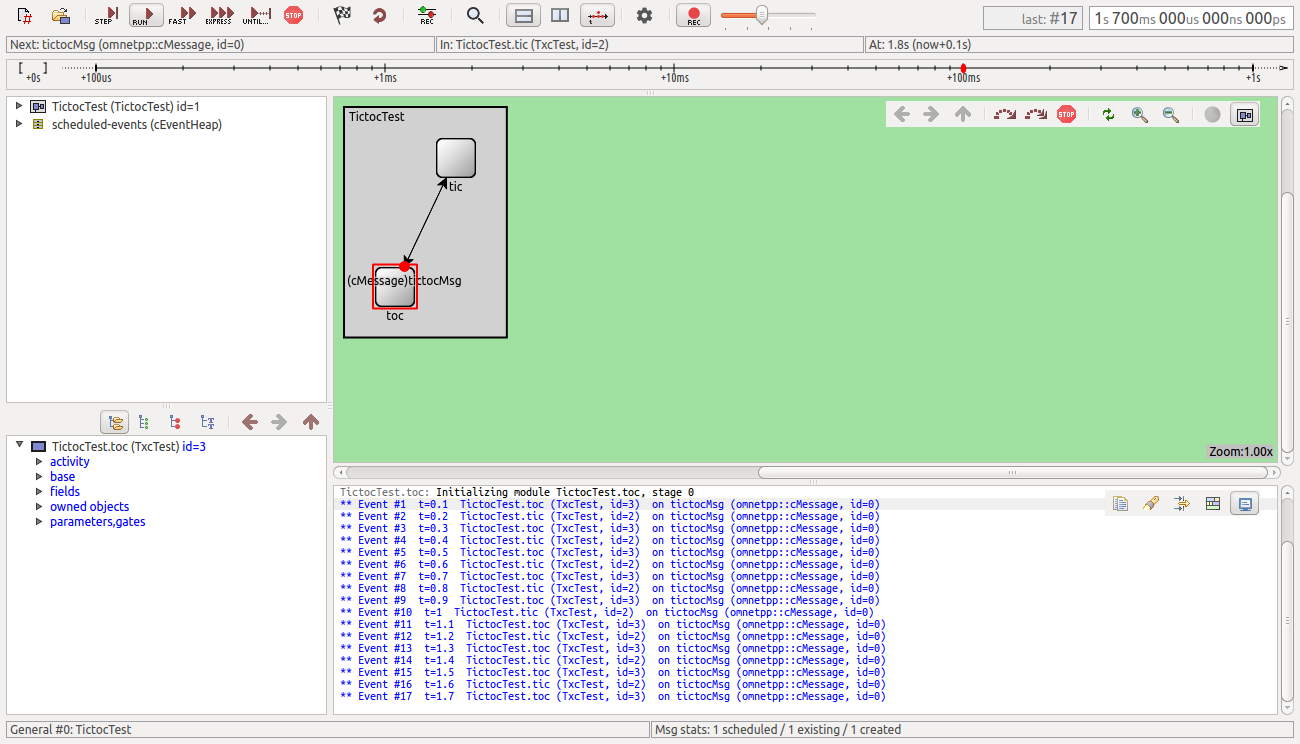 STEP RUN FAST EXPRESS UNTIL... STOP REC REC last: #17 1s 700ms 000us 000ns 000ps
Next: tictocMsg (omnetpp::cMessage, id=0) In: TictocTest.tic (TxcTest, id=2) At: 1.8s (now+0.1s)
[ ]
+0s +100us +1ms +10ms +100ms +1s
TictocTest (TictocTest) id=1
scheduled-events (cEventHeap)
TictocTest
STOP
tic
(cMessage)tictocMsg
toc
Zoom:1.00x
TictocTest.toc (TxcTest) id=3
activity
base
fields
owned objects
parameters,gates
TictocTest.toc: Initializing module TictocTest.toc, stage 0
** Event #1 t=0.1 TictocTest.toc (TxcTest, id=3) on tictocMsg (omnetpp::cMessage, id=0)
** Event #2 t=0.2 TictocTest.tic (TxcTest, id=2) on tictocMsg (omnetpp::cMessage, id=0)
** Event #3 t=0.3 TictocTest.toc (TxcTest, id=3) on tictocMsg (omnetpp::cMessage, id=0)
** Event #4 t=0.4 TictocTest.tic (TxcTest, id=2) on tictocMsg (omnetpp::cMessage, id=0)
** Event #5 t=0.5 TictocTest.toc (TxcTest, id=3) on tictocMsg (omnetpp::cMessage, id=0)
** Event #6 t=0.6 TictocTest.tic (TxcTest, id=2) on tictocMsg (omnetpp::cMessage, id=0)
** Event #7 t=0.7 TictocTest.toc (TxcTest, id=3) on tictocMsg (omnetpp::cMessage, id=0)
** Event #8 t=0.8 TictocTest.tic (TxcTest, id=2) on tictocMsg (omnetpp::cMessage, id=0)
** Event #9 t=0.9 TictocTest.toc (TxcTest, id=3) on tictocMsg (omnetpp::cMessage, id=0)
** Event #10 t=1 TictocTest.tic (TxcTest, id=2) on tictocMsg (omnetpp::cMessage, id=0)
** Event #11 t=1.1 TictocTest.toc (TxcTest, id=3) on tictocMsg (omnetpp::cMessage, id=0)
** Event #12 t=1.2 TictocTest.tic (TxcTest, id=2) on tictocMsg (omnetpp::cMessage, id=0)
** Event #13 t=1.3 TictocTest.toc (TxcTest, id=3) on tictocMsg (omnetpp::cMessage, id=0)
** Event #14 t=1.4 TictocTest.tic (TxcTest, id=2) on tictocMsg (omnetpp::cMessage, id=0)
** Event #15 t=1.5 TictocTest.toc (TxcTest, id=3) on tictocMsg (omnetpp::cMessage, id=0)
** Event #16 t=1.6 TictocTest.tic (TxcTest, id=2) on tictocMsg (omnetpp::cMessage, id=0)
** Event #17 t=1.7 TictocTest.toc (TxcTest, id=3) on tictocMsg (omnetpp::cMessage, id=0)
General #0: TictocTest Msg stats: 1 scheduled / 1 existing / 1 created